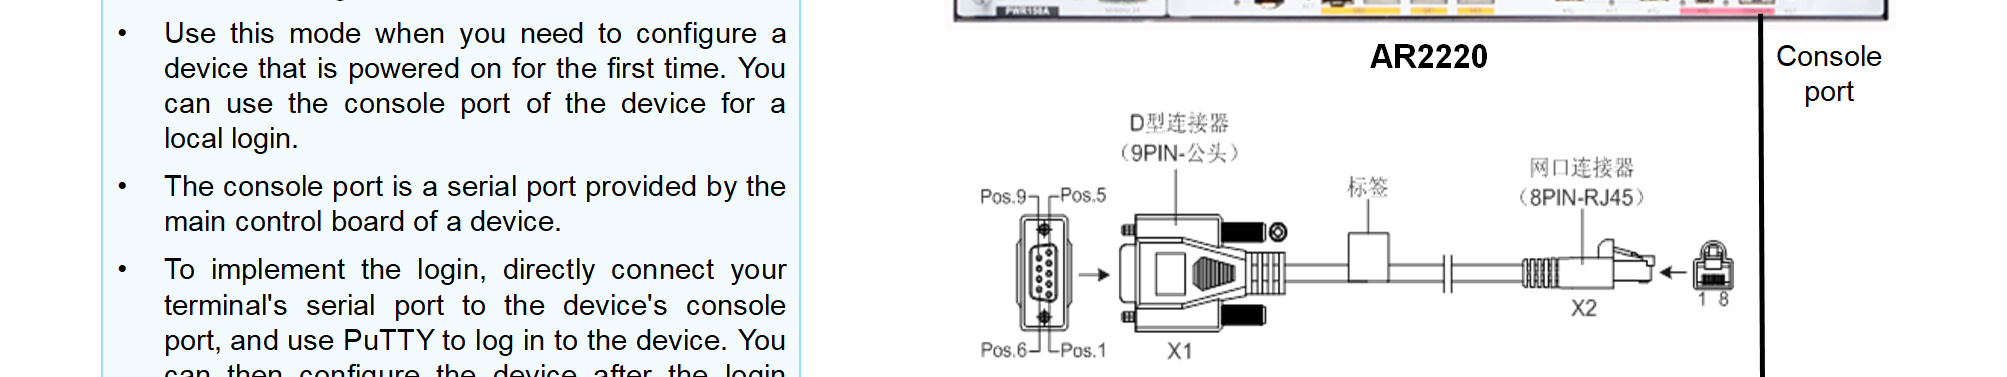 • Use this mode when you need to configure a
device that is powered on for the first time. You
can use the console port of the device for a
local login.
• The console port is a serial port provided by the
main control board of a device.
• To implement the login, directly connect your
terminal's serial port to the device's console
port, and use PuTTY to log in to the device. You
can then configure the device after the login
PWR150A
AR2220
Console
port
D型连接器
（9PIN-公头）
网口连接器
（8PIN-RJ45）
标签
Pos.9
Pos.5
Pos.6
Pos.1
X1
X2
1 8